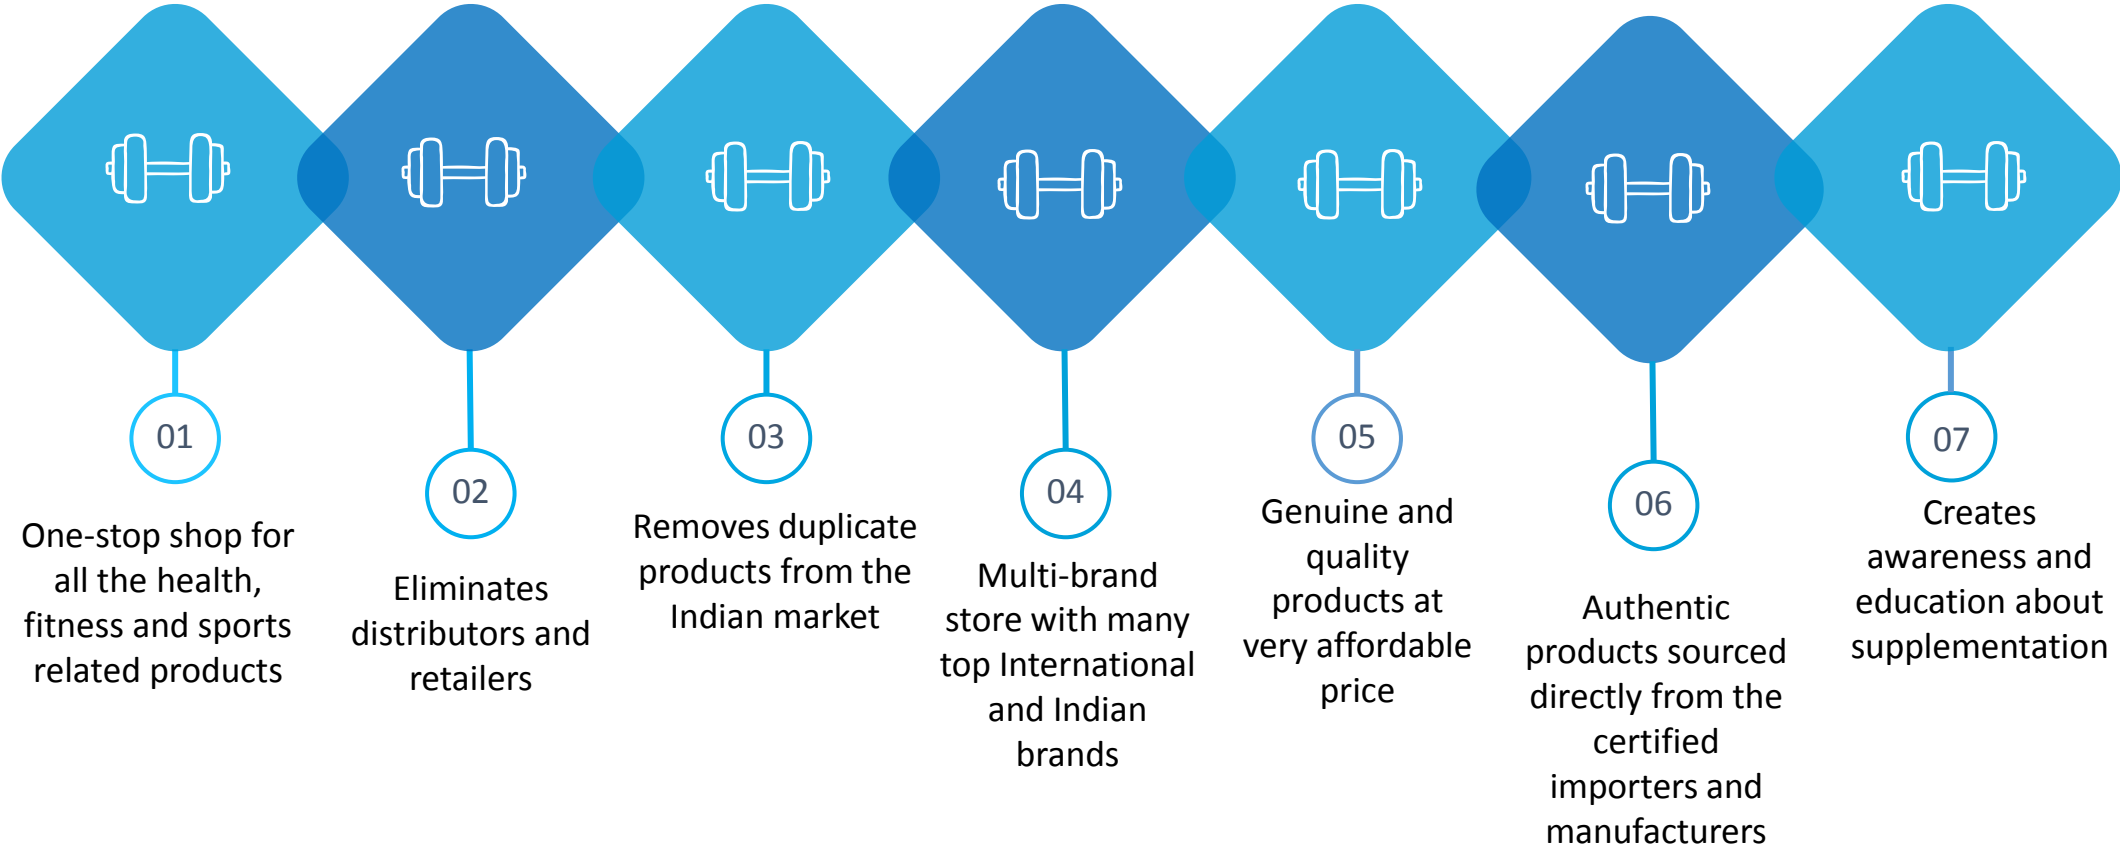 01
One-stop shop for
all the health,
fitness and sports
related products
02
Eliminates
distributors and
retailers
03
Removes duplicate
products from the
Indian market
04
Multi-brand
store with many
top International
and Indian
brands
05
Genuine and
quality
products at
very affordable
price
06
Authentic
products sourced
directly from the
certified
importers and
manufacturers
07
Creates
awareness and
education about
supplementation